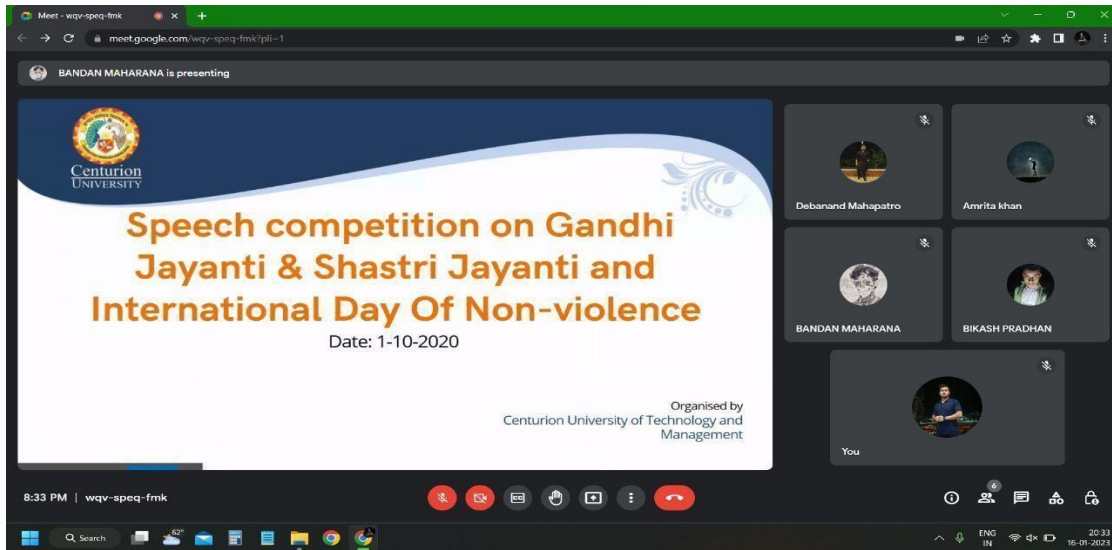 Meet - wqv-speq-fmk
meet.google.com/wqv-speq-fmk?pli=1
BANDAN MAHARANA is presenting
Centurion
UNIVERSITY
Speech competition on Gandhi
Jayanti & Shastri Jayanti and
International Day Of Non-violence
Date: 1-10-2020
Organised by
Centurion University of Technology and
Management
Debanand Mahapatro
Amrita khan
BANDAN MAHARANA
BIKASH PRADHAN
You
8:33 PM | wqv-speq-fmk
CC
6
Search
62°
ENG
IN
20:33
16-01-2023